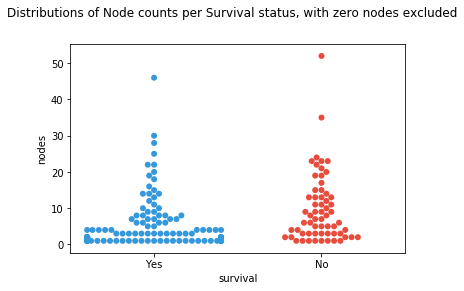 Distributions of Node counts per Survival status, with zero nodes excluded
50
40
30
20
10
0
nodes
Yes
No
survival